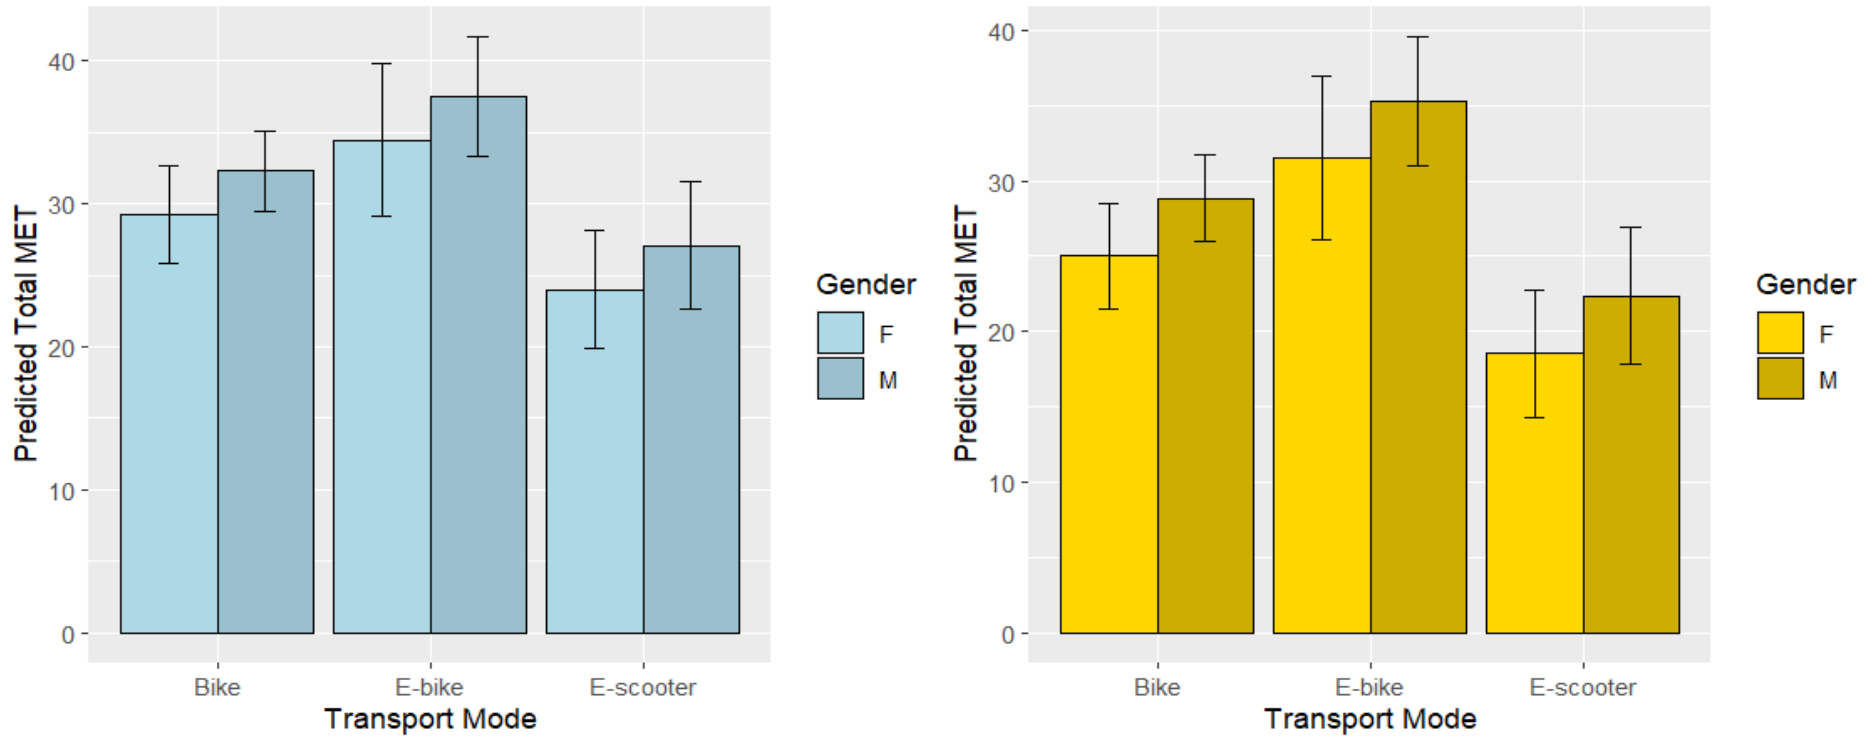 Predicted Total MET
40
30
20
10
0
Bike
E-bike
E-scooter
Transport Mode
Gender
F
M
Predicted Total MET
40
30
20
10
0
Bike
E-bike
E-scooter
Transport Mode
Gender
F
M